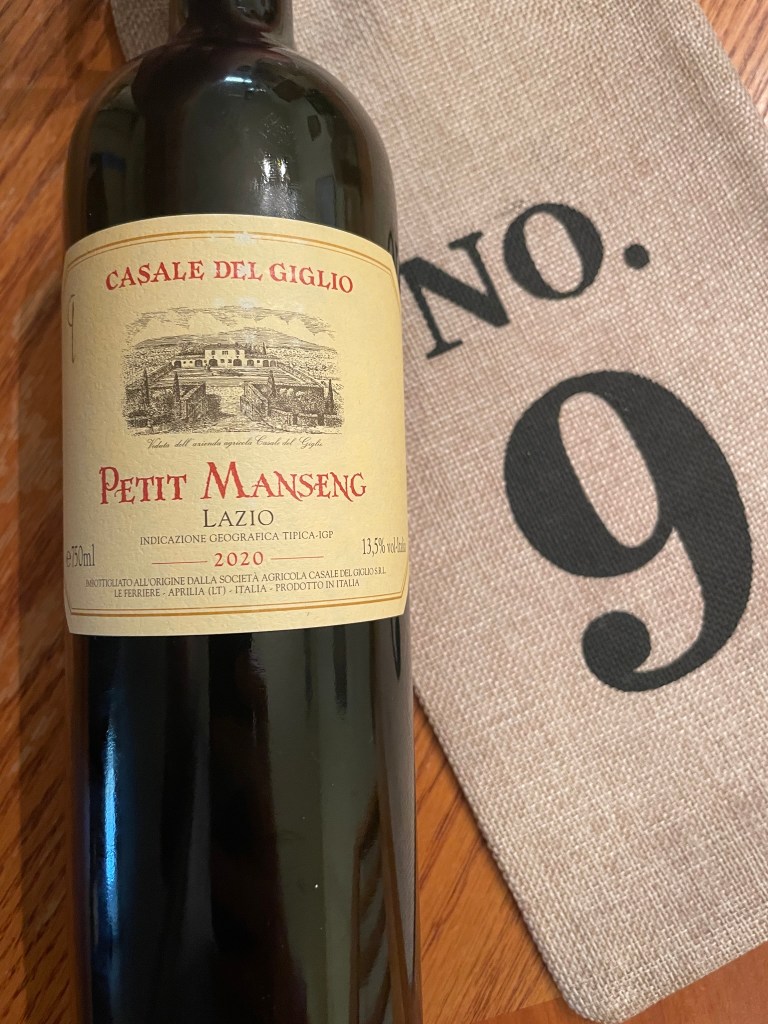 CASALE DEL GIGLIO
Veduta dell'azienda agricola Casale del Giglio
PETIT MANSENG
LAZIO
INDICAZIONE GEOGRAFICA TIPICA-IGP
e750ml
2020
13,5% vol-Italia
IMBOTTIGLIATO ALL'ORIGINE DALLA SOCIETÀ AGRICOLA CASALE DEL GIGLIO S.R.L.
LE FERRIERE - APRILIA (LT) - ITALIA - PRODOTTO IN ITALIA
NO.
9